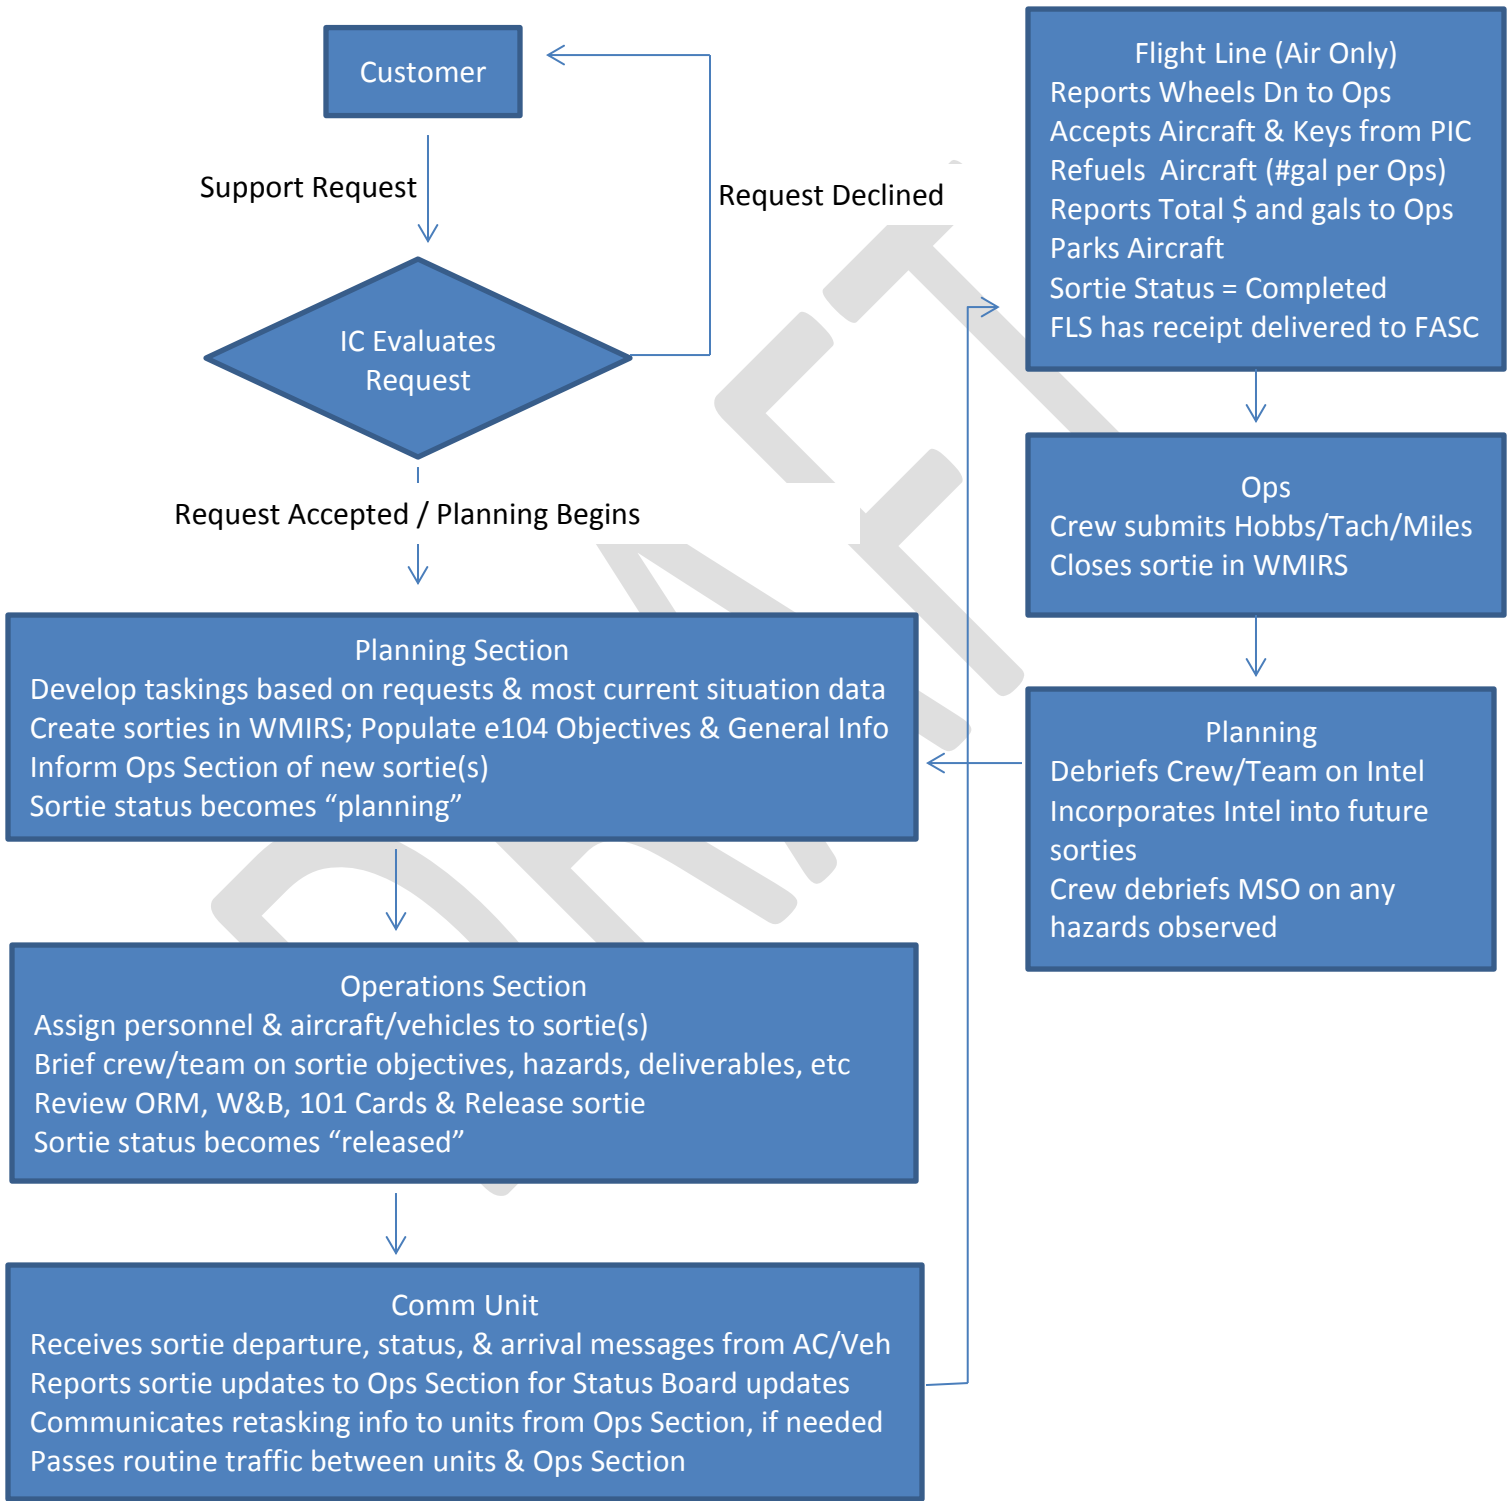 Customer
Support Request
Request Declined
IC Evaluates
Request
Request Accepted / Planning Begins
Planning Section
Develop taskings based on requests & most current situation data
Create sorties in WMIRS; Populate e104 Objectives & General Info
Inform Ops Section of new sortie(s)
Sortie status becomes “planning”
Operations Section
Assign personnel & aircraft/vehicles to sortie(s)
Brief crew/team on sortie objectives, hazards, deliverables, etc
Review ORM, W&B, 101 Cards & Release sortie
Sortie status becomes “released”
Comm Unit
Receives sortie departure, status, & arrival messages from AC/Veh
Reports sortie updates to Ops Section for Status Board updates
Communicates retasking info to units from Ops Section, if needed
Passes routine traffic between units & Ops Section
Flight Line (Air Only)
Reports Wheels Dn to Ops
Accepts Aircraft & Keys from PIC
Refuels  Aircraft (#gal per Ops)
Reports Total $ and gals to Ops
Parks Aircraft
Sortie Status = Completed
FLS has receipt delivered to FASC
Ops
Crew submits Hobbs/Tach/Miles
Closes sortie in WMIRS
Planning
Debriefs Crew/Team on Intel
Incorporates Intel into future
sorties
Crew debriefs MSO on any
hazards observed
DRAFT